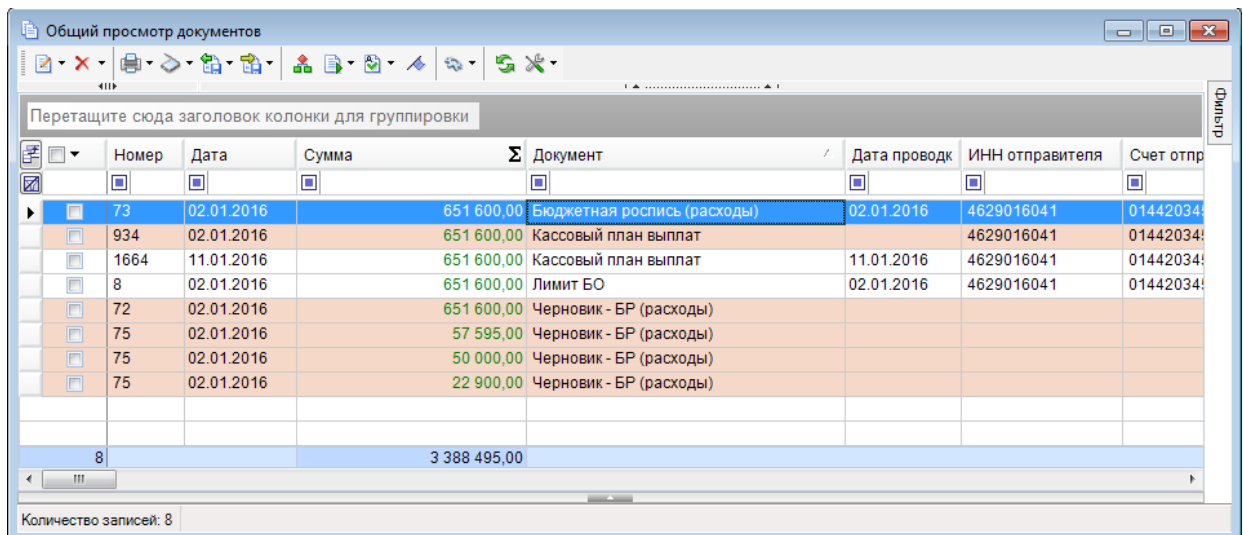 Общий просмотр документов
Фильтр
Перетащите сюда заголовок колонки для группировки
Номер Дата Сумма Σ Документ Дата проводк ИНН отправителя Счет отпр
73 02.01.2016 651 600,00 Бюджетная роспись (расходы) 02.01.2016 4629016041 01442034
934 02.01.2016 651 600,00 Кассовый план выплат 4629016041 01442034
1664 11.01.2016 651 600,00 Кассовый план выплат 11.01.2016 4629016041 01442034
8 02.01.2016 651 600,00 Лимит БО 02.01.2016 4629016041 01442034
72 02.01.2016 651 600,00 Черновик - БР (расходы)
75 02.01.2016 57 595,00 Черновик - БР (расходы)
75 02.01.2016 50 000,00 Черновик - БР (расходы)
75 02.01.2016 22 900,00 Черновик - БР (расходы)
8 3 388 495,00
Количество записей: 8